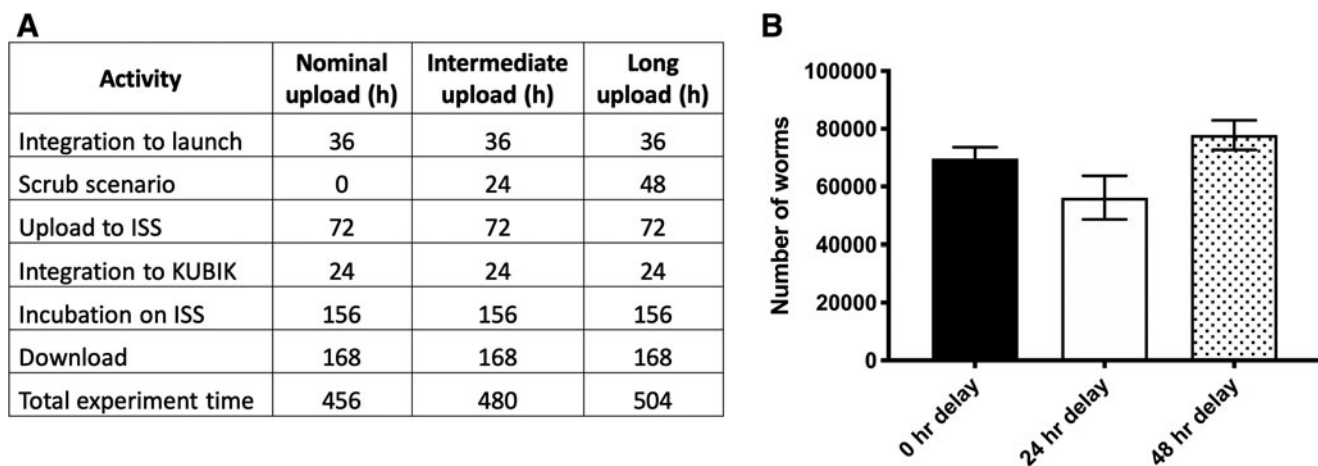 A
Activity Nominal upload (h) Intermediate upload (h) Long upload (h)
Integration to launch 36 36 36
Scrub scenario 0 24 48
Upload to ISS 72 72 72
Integration to KUBIK 24 24 24
Incubation on ISS 156 156 156
Download 168 168 168
Total experiment time 456 480 504
B
Number of worms
100000
80000
60000
40000
20000
0
0 hr delay
24 hr delay
48 hr delay